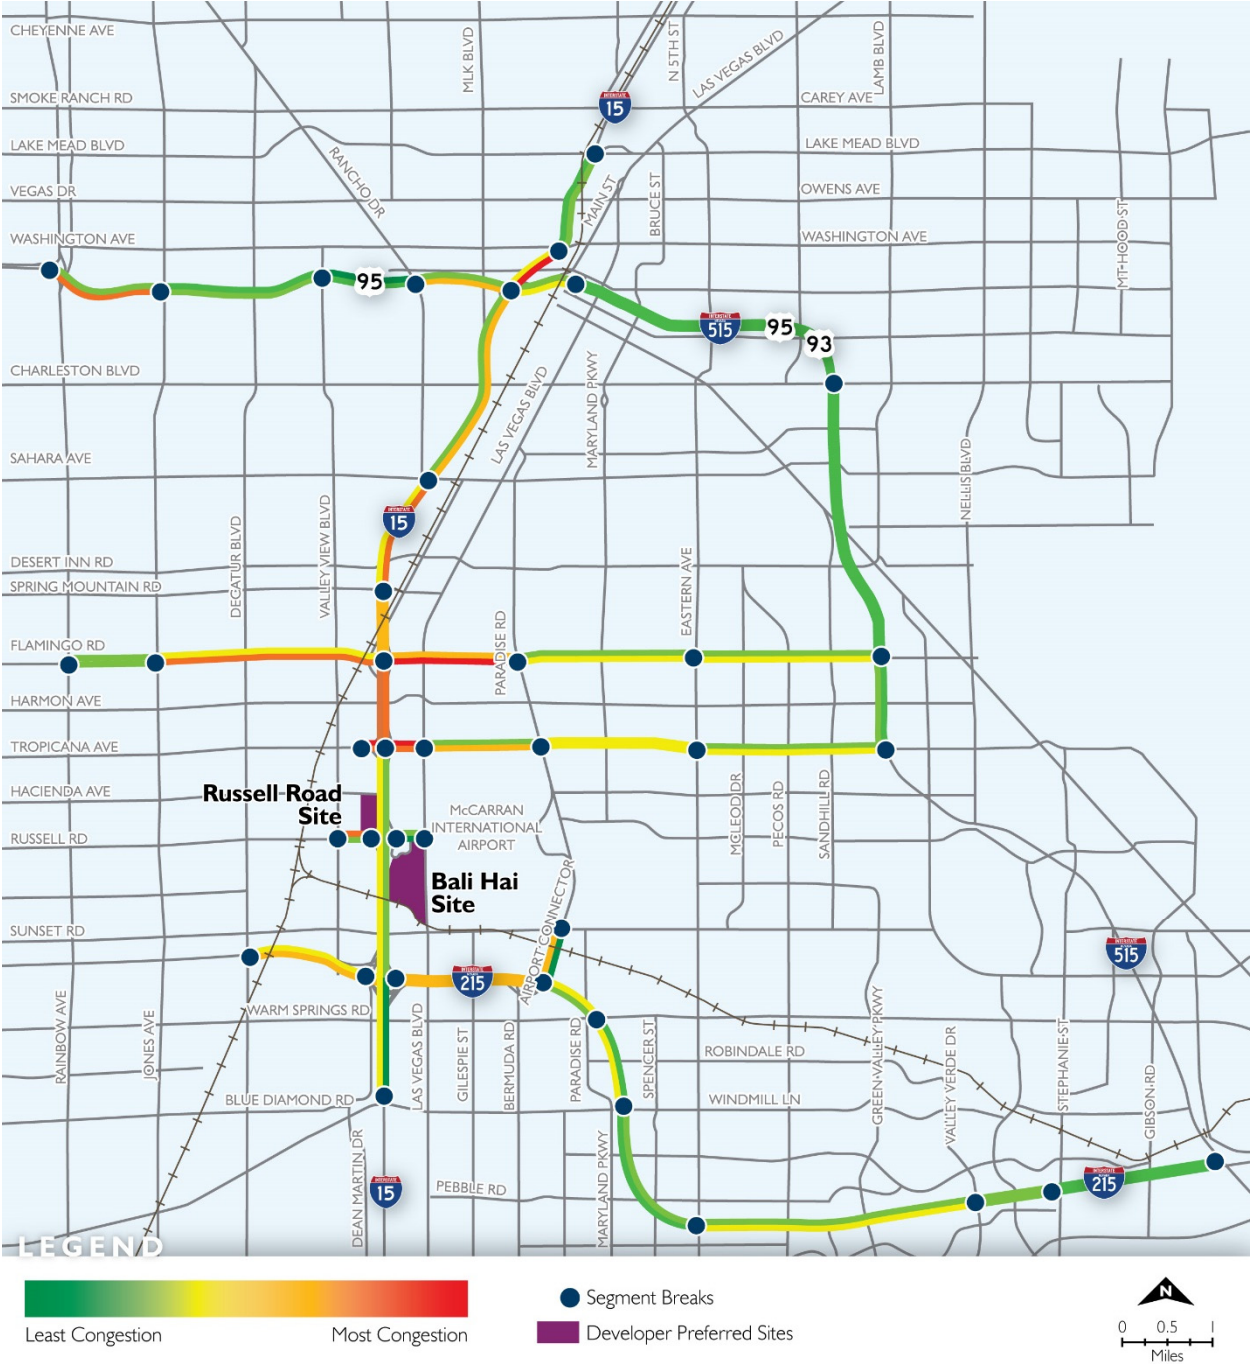 CHEYENNE AVE
MLK BLVD
N 5TH ST
LAS VEGAS BLVD
LAMB BLVD
SMOKE RANCH RD
INTERSTATE
15
CAREY AVE
LAKE MEAD BLVD
LAKE MEAD BLVD
RANCHO DR
VEGAS DR
MAIN ST
BRUCE ST
OWENS AVE
MT HOOD ST
WASHINGTON AVE
WASHINGTON AVE
95
INTERSTATE
515
95
93
CHARLESTON BLVD
LAS VEGAS BLVD
MARYLAND PKWY
SAHARA AVE
NELLIS BLVD
INTERSTATE
15
DECATUR BLVD
VALLEY VIEW BLVD
DESERT INN RD
SPRING MOUNTAIN RD
EASTERN AVE
FLAMINGO RD
PARADISE RD
HARMON AVE
TROPICANA AVE
HACIENDA AVE
Russell Road
Site
McCARRAN
INTERNATIONAL
AIRPORT
MCLEOD DR
PECOS RD
SANDHILL RD
RUSSELL RD
Bali Hai
Site
AIRPORT CONNECTOR
SUNSET RD
INTERSTATE
515
INTERSTATE
215
RAINBOW AVE
JONES AVE
WARM SPRINGS RD
LAS VEGAS BLVD
GILESPIE ST
BERMUDA RD
PARADISE RD
SPENCER ST
ROBINDALE RD
GREEN VALLEY PKWY
VALLEY VERDE DR
STEPHANIE ST
GIBSON RD
BLUE DIAMOND RD
WINDMILL LN
DEAN MARTIN DR
INTERSTATE
15
PEBBLE RD
MARYLAND PKWY
INTERSTATE
215
LEGEND
Least Congestion
Most Congestion
Segment Breaks
Developer Preferred Sites
N
0 0.5 1
Miles